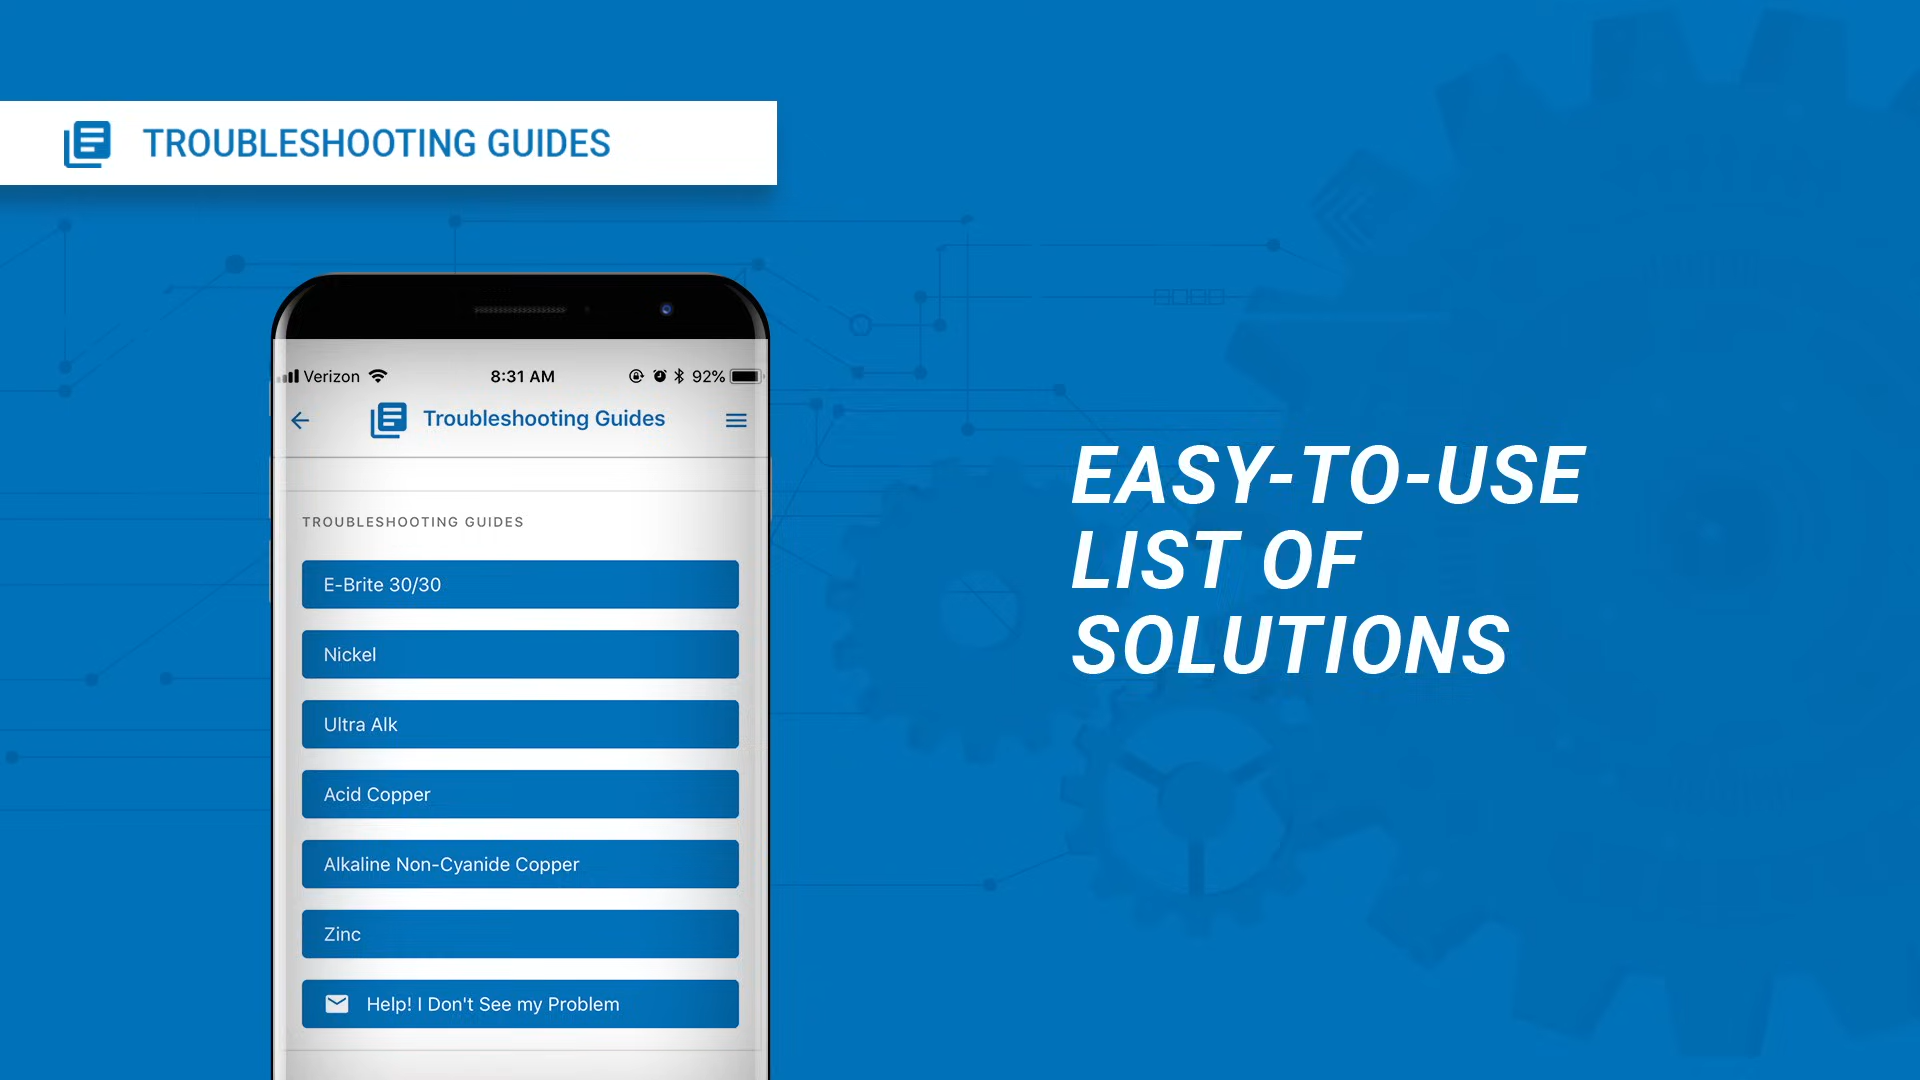 TROUBLESHOOTING GUIDES
Verizon 8:31 AM 92%
Troubleshooting Guides
TROUBLESHOOTING GUIDES
E-Brite 30/30
Nickel
Ultra Alk
Acid Copper
Alkaline Non-Cyanide Copper
Zinc
Help! I Don't See my Problem
EASY-TO-USE
LIST OF
SOLUTIONS